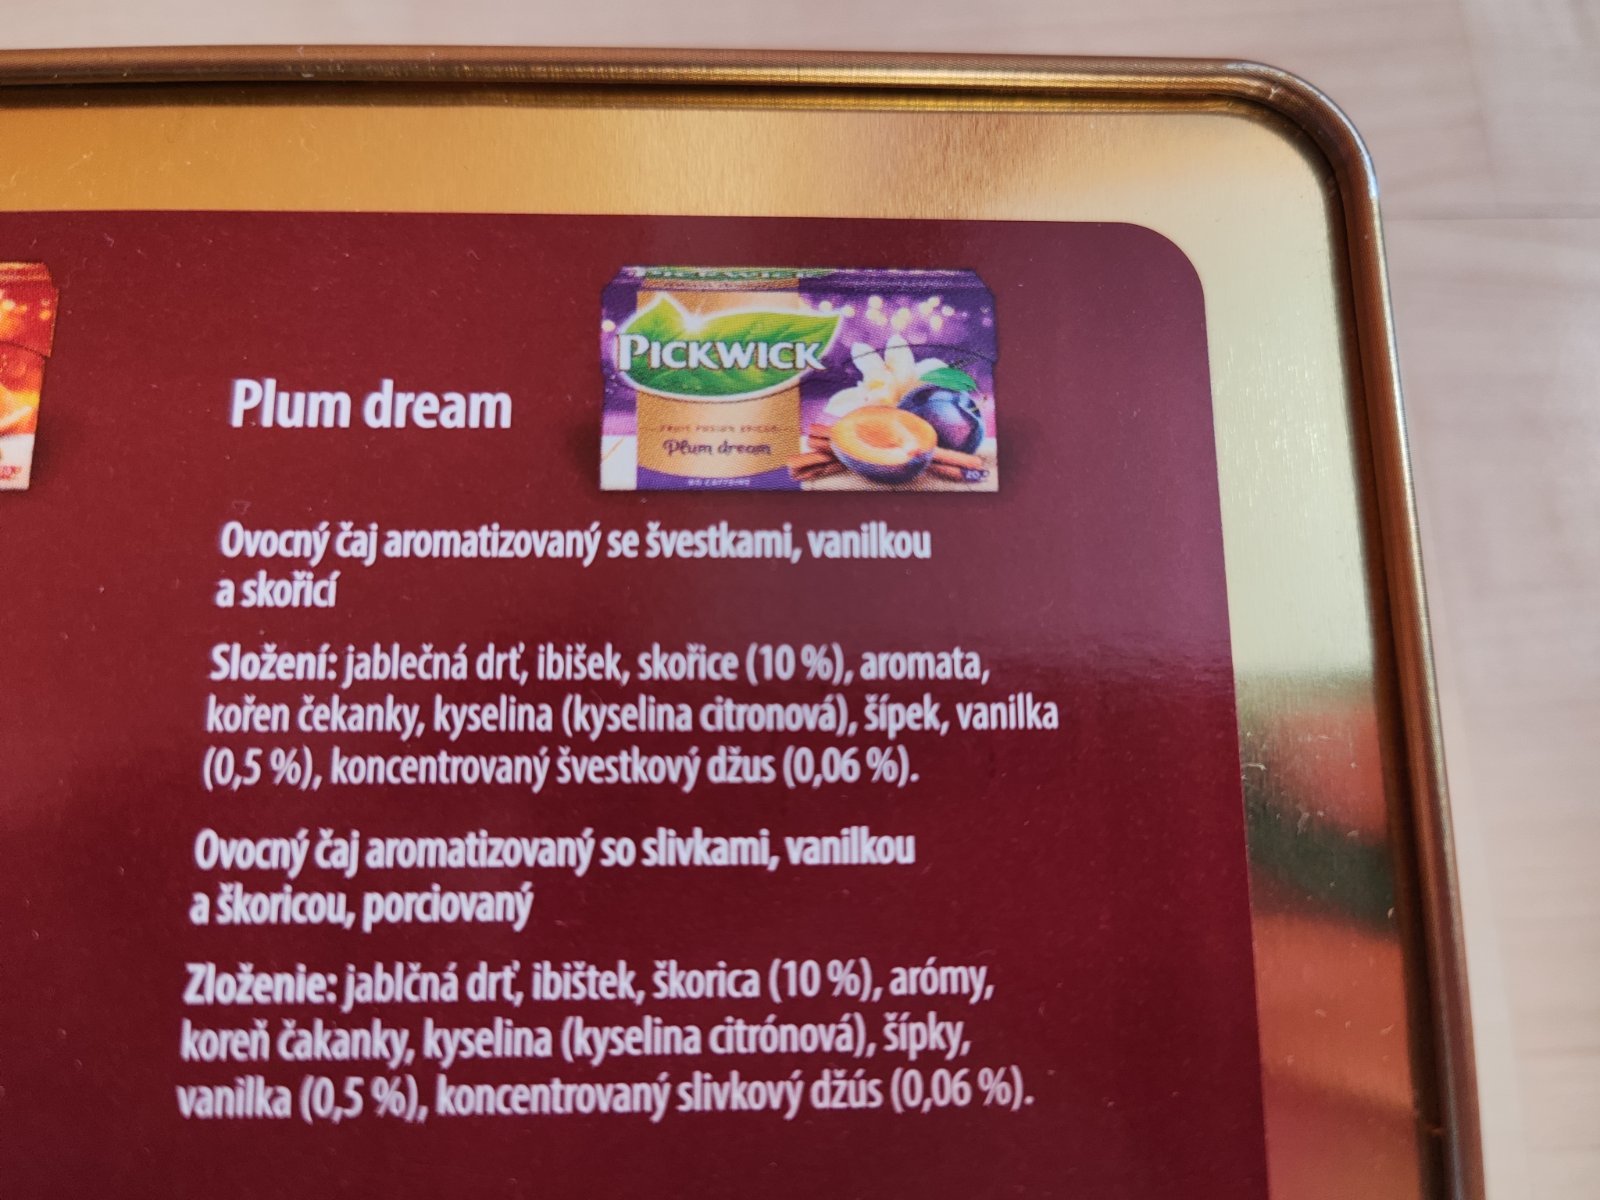 PICKWICK
Plum dream
Plum dream
Ovocný čaj aromatizovaný se švestkami, vanilkou
a skořicí
Složení: jablečná drť, ibišek, skořice (10 %), aromata,
kořen čekanky, kyselina (kyselina citronová), šípek, vanilka
(0,5 %), koncentrovaný švestkový džus (0,06 %).
Ovocný čaj aromatizovaný so slivkami, vanilkou
a škoricou, porciovaný
Zloženie: jablčná drť, ibištek, škorica (10 %), arómy,
koreň čakanky, kyselina (kyselina citrónová), šípky,
vanilka (0,5 %), koncentrovaný slivkový džús (0,06 %).